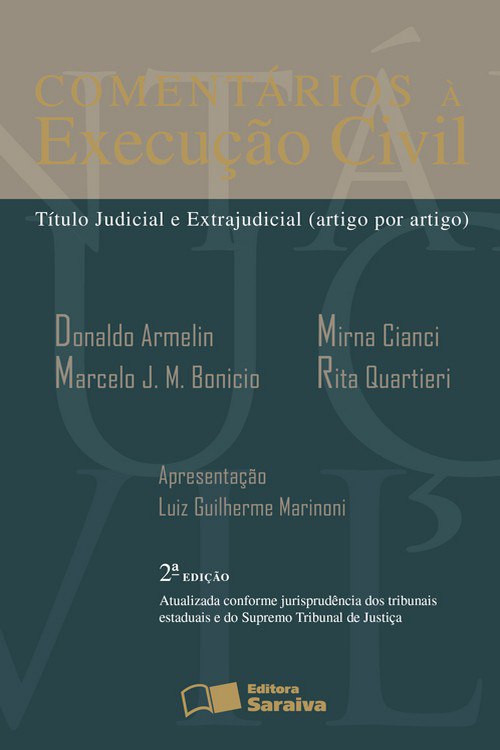 COMENTÁRIOS À
Execução Civil
Título Judicial e Extrajudicial (artigo por artigo)
Donaldo Armelin
Mirna Cianci
Marcelo J. M. Bonicio
Rita Quartieri
Apresentação
Luiz Guilherme Marinoni
2ª EDIÇÃO
Atualizada conforme jurisprudência dos tribunais
estaduais e do Supremo Tribunal de Justiça
Editora
Saraiva